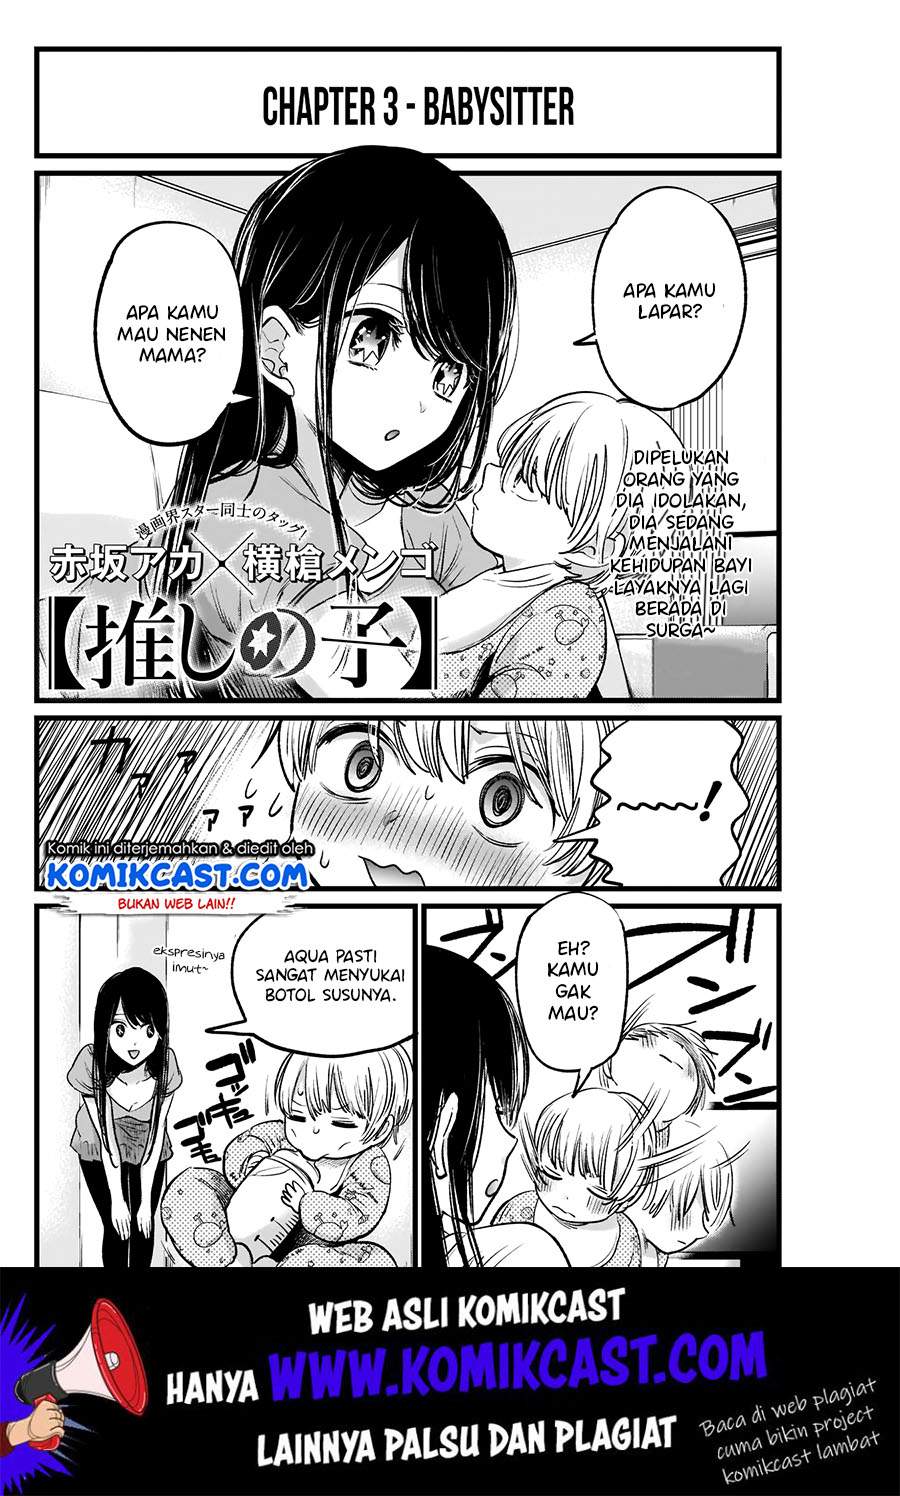 CHAPTER 3 - BABYSITTER
APA KAMU
LAPAR?
APA KAMU
MAU NENEN
MAMA?
DIPELUKAN
ORANG YANG
DIA IDOLAKAN,
DIA SEDANG
MENJALANI
KEHIDUPAN BAYI
LAYAKNYA LAGI
BERADA DI
SURGA~
漫画界スター同士のタッグ!
赤坂アカ×横槍メンゴ
【推しの子】
カァァァァ
~~~!
Komik ini diterjemahkan & diedit oleh
KOMIKCAST.COM
BUKAN WEB LAIN!!
EH?
KAMU
GAK
MAU?
AQUA PASTI
SANGAT MENYUKAI
BOTOL SUSUNYA.
ekspresinya
imut~
ゴッキュ
ゴキュ
WEB ASLI KOMIKCAST
HANYA WWW.KOMIKCAST.COM
LAINNYA PALSU DAN PLAGIAT
Baca di web plagiat
cuma bikin project
komikcast lambat